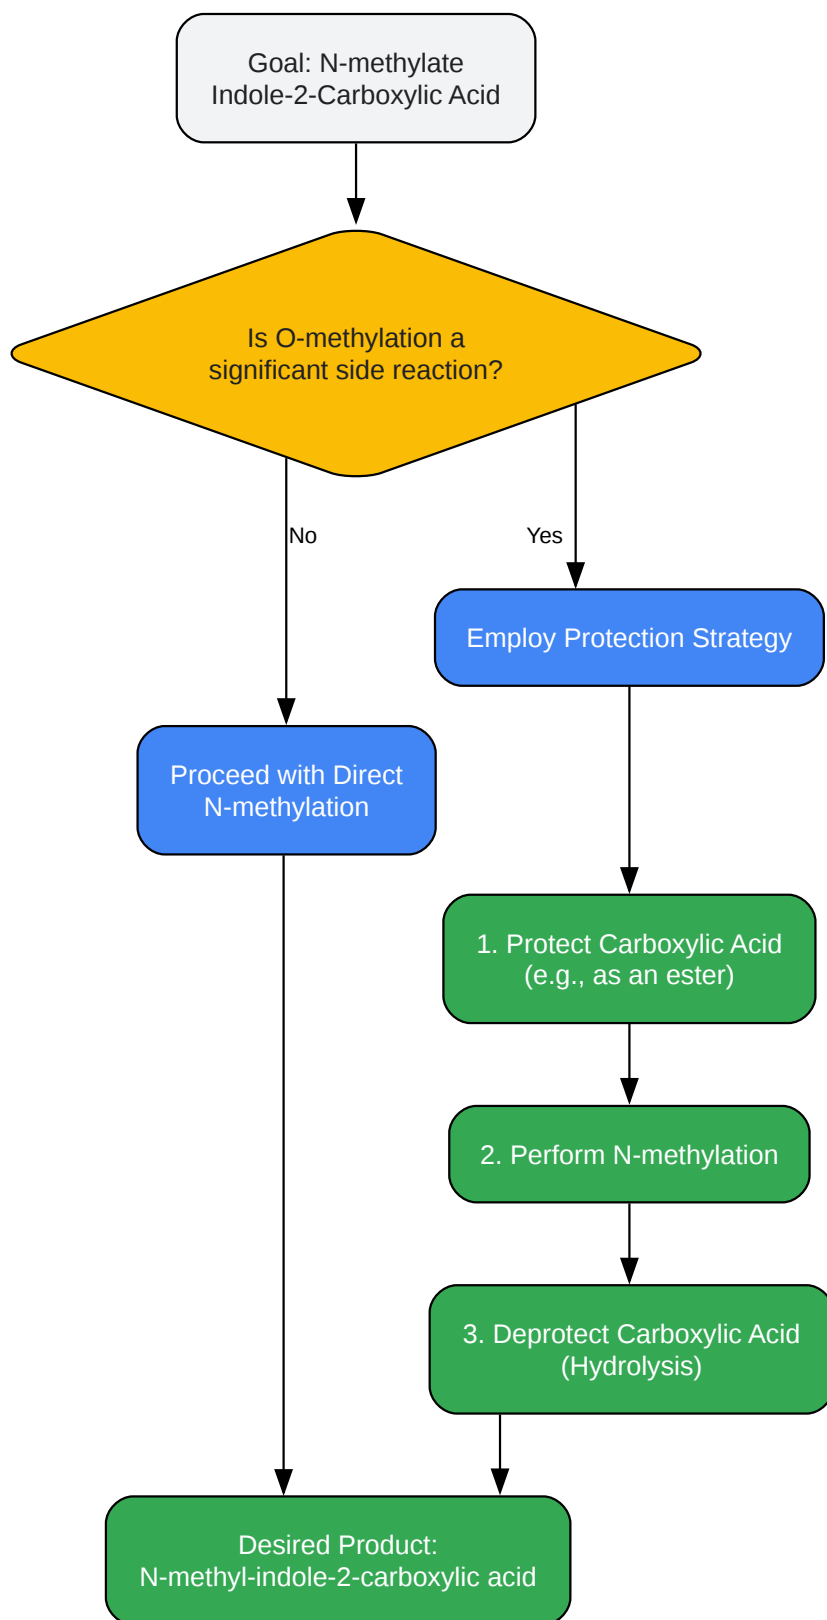 Goal: N-methylate
Indole-2-Carboxylic Acid
Is O-methylation a
significant side reaction?
No
Yes
Employ Protection Strategy
Proceed with Direct
N-methylation
1. Protect Carboxylic Acid
(e.g., as an ester)
2. Perform N-methylation
3. Deprotect Carboxylic Acid
(Hydrolysis)
Desired Product:
N-methyl-indole-2-carboxylic acid